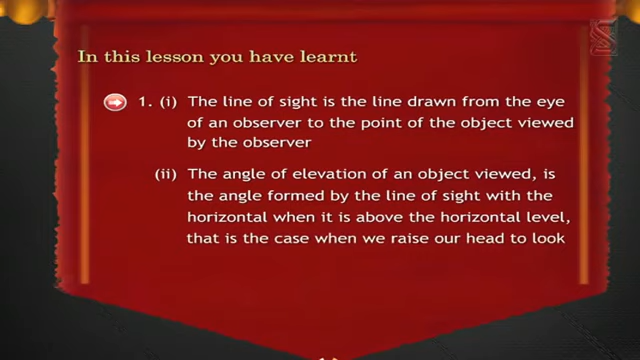 In this lesson you have learnt
1. (i) The line of sight is the line drawn from the eye
of an observer to the point of the object viewed
by the observer
(ii) The angle of elevation of an object viewed, is
the angle formed by the line of sight with the
horizontal when it is above the horizontal level,
that is the case when we raise our head to look